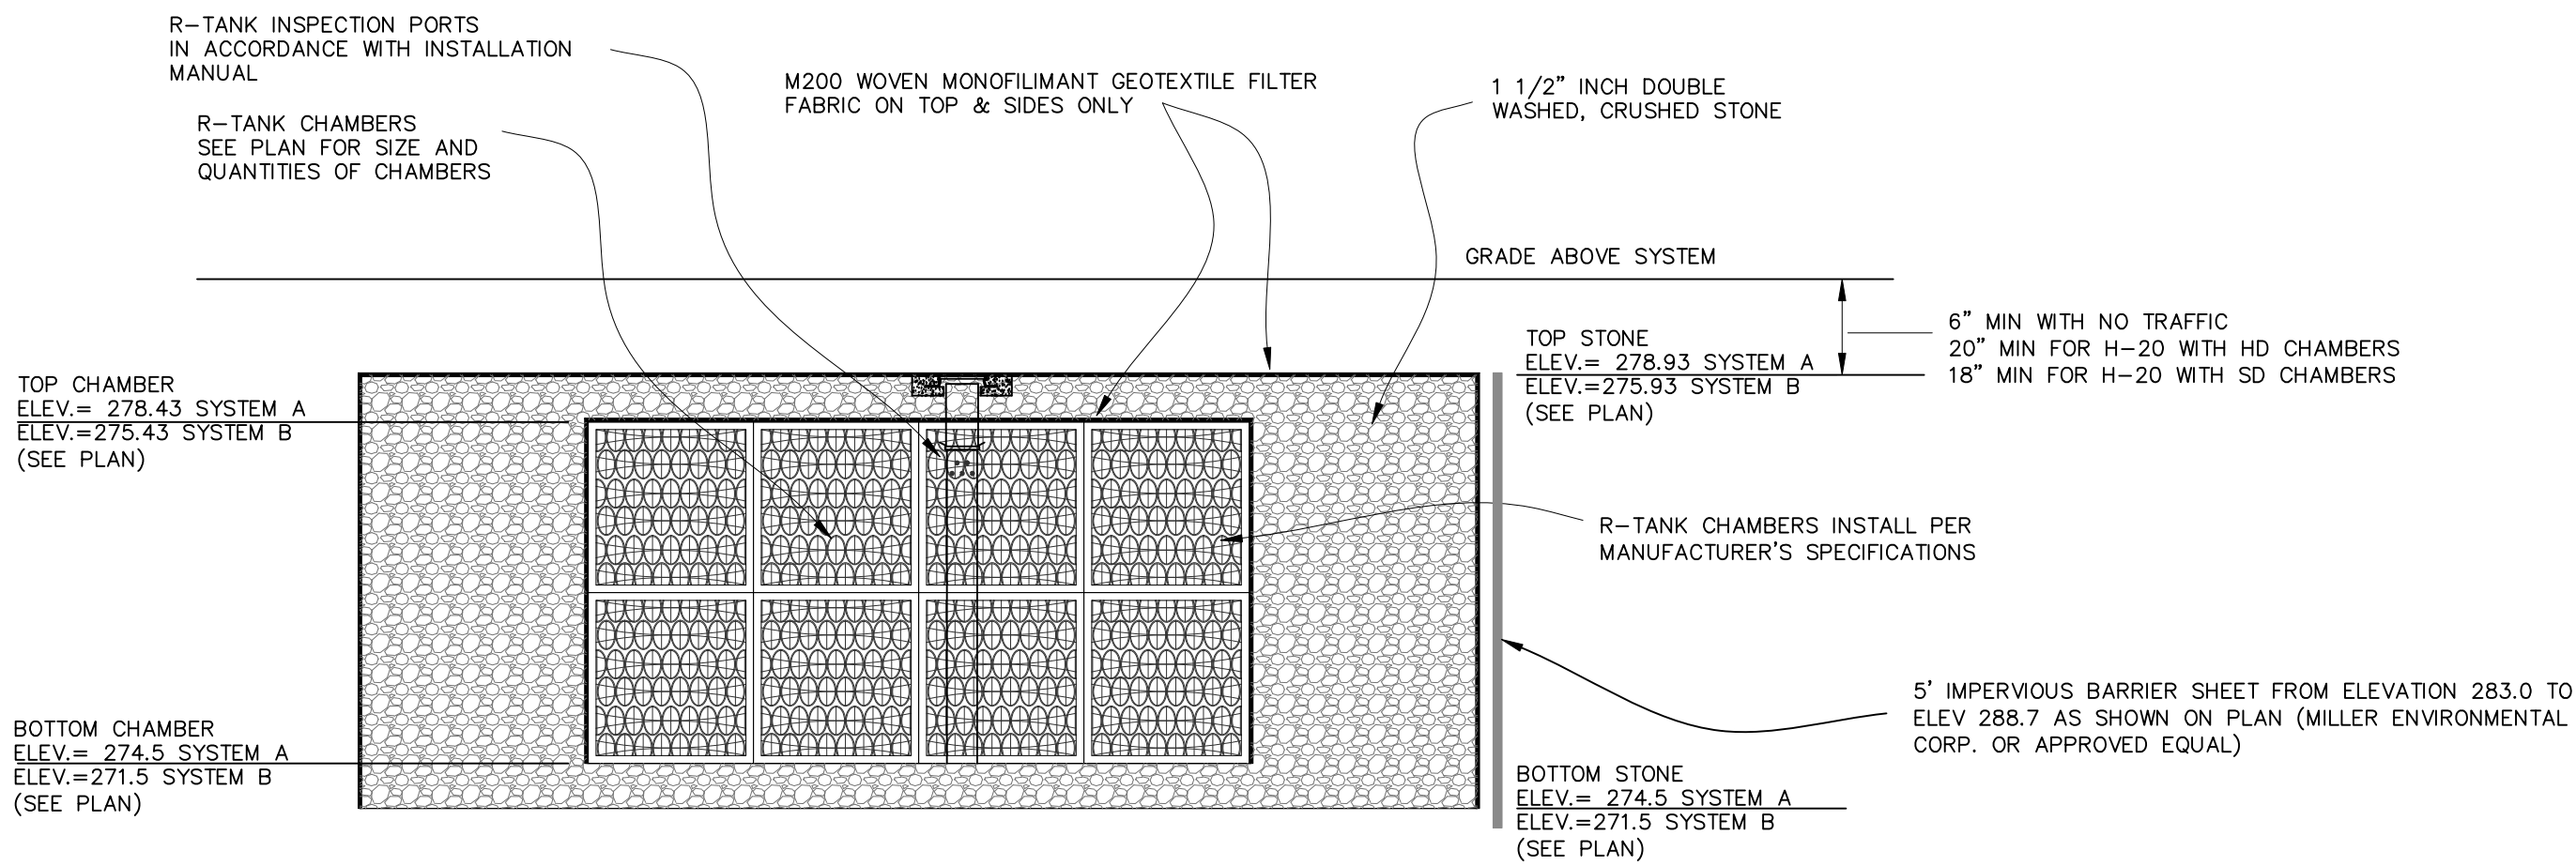 R-TANK INSPECTION PORTS
IN ACCORDANCE WITH INSTALLATION
MANUAL
R-TANK CHAMBERS
SEE PLAN FOR SIZE AND
QUANTITIES OF CHAMBERS
M200 WOVEN MONOFILIMANT GEOTEXTILE FILTER
FABRIC ON TOP & SIDES ONLY
1 1/2" INCH DOUBLE
WASHED, CRUSHED STONE
GRADE ABOVE SYSTEM
6" MIN WITH NO TRAFFIC
20" MIN FOR H-20 WITH HD CHAMBERS
18" MIN FOR H-20 WITH SD CHAMBERS
TOP STONE
ELEV.= 278.93 SYSTEM A
ELEV.=275.93 SYSTEM B
(SEE PLAN)
TOP CHAMBER
ELEV.= 278.43 SYSTEM A
ELEV.=275.43 SYSTEM B
(SEE PLAN)
R-TANK CHAMBERS INSTALL PER
MANUFACTURER'S SPECIFICATIONS
5' IMPERVIOUS BARRIER SHEET FROM ELEVATION 283.0 TO
ELEV 288.7 AS SHOWN ON PLAN (MILLER ENVIRONMENTAL
CORP. OR APPROVED EQUAL)
BOTTOM CHAMBER
ELEV.= 274.5 SYSTEM A
ELEV.=271.5 SYSTEM B
(SEE PLAN)
BOTTOM STONE
ELEV.= 274.5 SYSTEM A
ELEV.=271.5 SYSTEM B
(SEE PLAN)